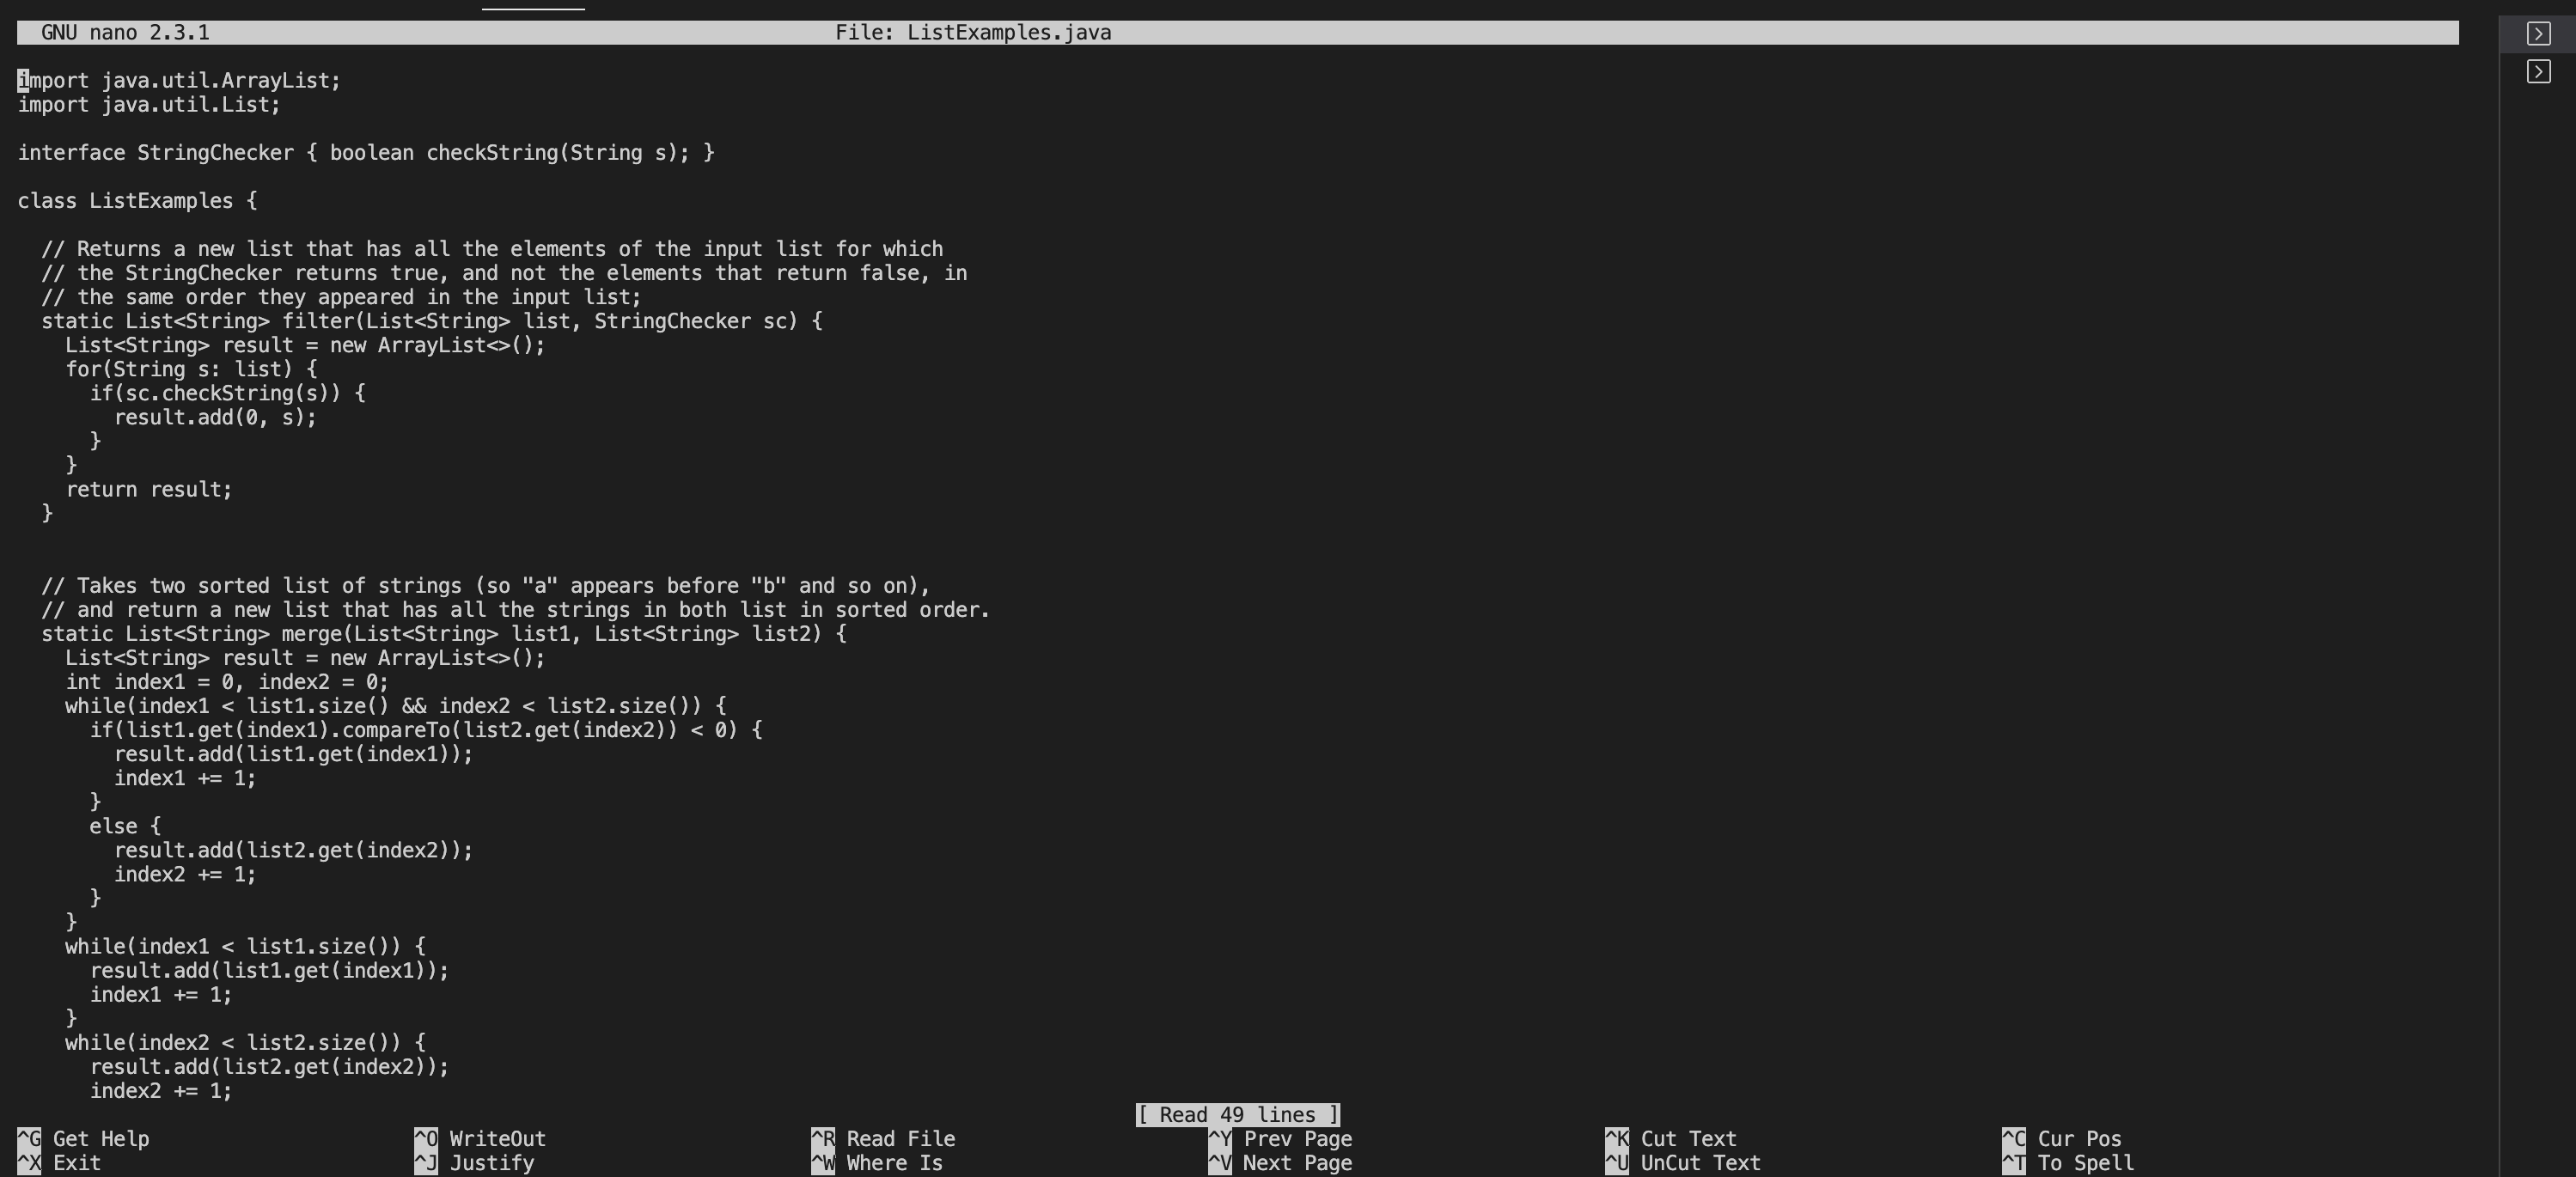 GNU nano 2.3.1 File: ListExamples.java
import java.util.ArrayList;
import java.util.List;
interface StringChecker { boolean checkString(String s); }
class ListExamples {
  // Returns a new list that has all the elements of the input list for which
  // the StringChecker returns true, and not the elements that return false, in
  // the same order they appeared in the input list;
  static List<String> filter(List<String> list, StringChecker sc) {
    List<String> result = new ArrayList<>();
    for(String s: list) {
      if(sc.checkString(s)) {
        result.add(0, s);
      }
    }
    return result;
  }
  // Takes two sorted list of strings (so "a" appears before "b" and so on),
  // and return a new list that has all the strings in both list in sorted order.
  static List<String> merge(List<String> list1, List<String> list2) {
    List<String> result = new ArrayList<>();
    int index1 = 0, index2 = 0;
    while(index1 < list1.size() && index2 < list2.size()) {
      if(list1.get(index1).compareTo(list2.get(index2)) < 0) {
        result.add(list1.get(index1));
        index1 += 1;
      }
      else {
        result.add(list2.get(index2));
        index2 += 1;
      }
    }
    while(index1 < list1.size()) {
      result.add(list1.get(index1));
      index1 += 1;
    }
    while(index2 < list2.size()) {
      result.add(list2.get(index2));
      index2 += 1;
[ Read 49 lines ]
^G Get Help ^O WriteOut ^R Read File ^Y Prev Page ^K Cut Text ^C Cur Pos
^X Exit ^J Justify ^W Where Is ^V Next Page ^U UnCut Text ^T To Spell